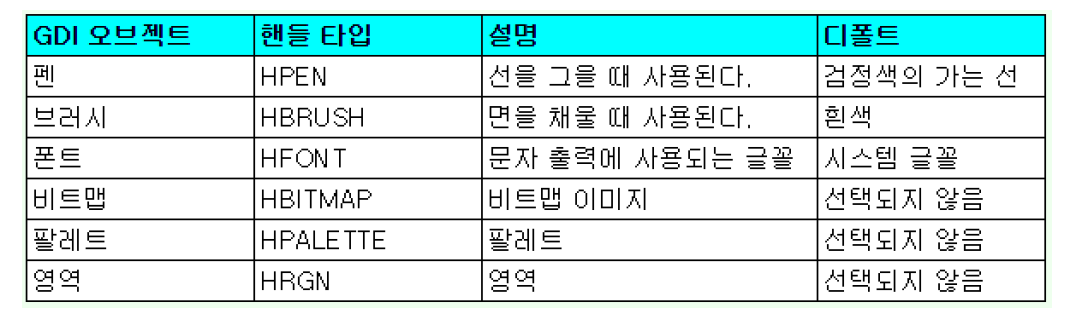 GDI 오브젝트 핸들 타입 설명 디폴트
펜 HPEN 선을 그을 때 사용된다. 검정색의 가는 선
브러시 HBRUSH 면을 채울 때 사용된다. 흰색
폰트 HFONT 문자 출력에 사용되는 글꼴 시스템 글꼴
비트맵 HBITMAP 비트맵 이미지 선택되지 않음
팔레트 HPALETTE 팔레트 선택되지 않음
영역 HRGN 영역 선택되지 않음